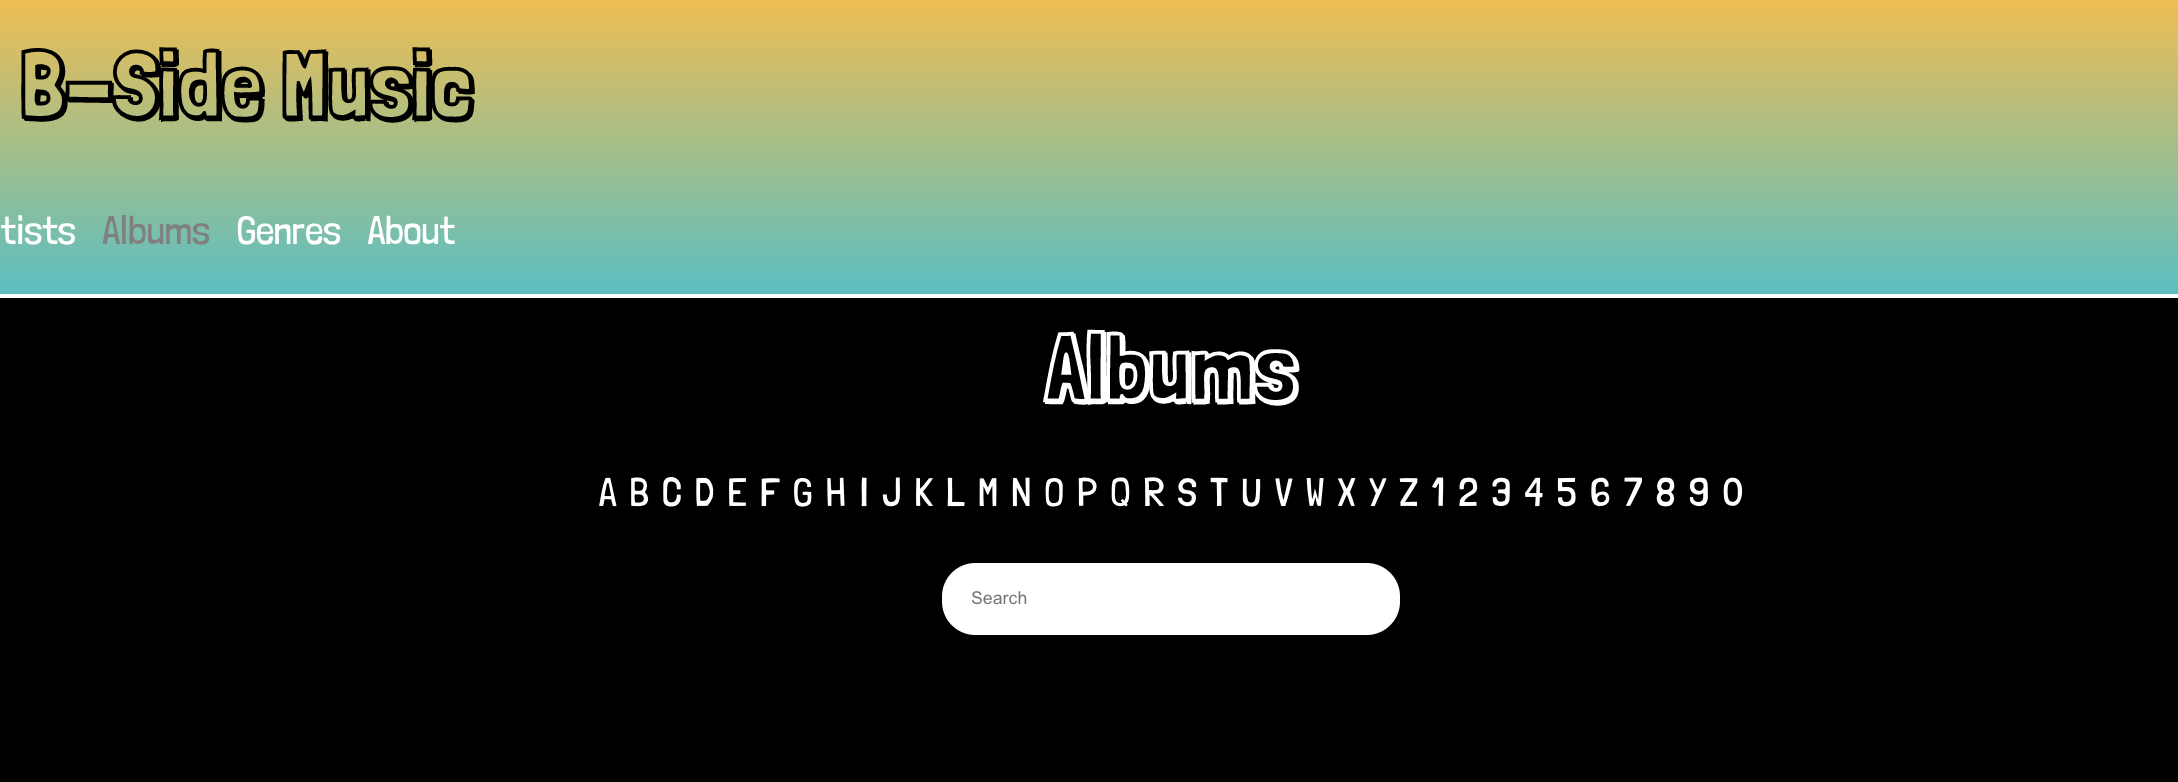 B-Side Music
tists Albums Genres About
Albums
A B C D E F G H I J K L M N O P Q R S T U V W X Y Z 1 2 3 4 5 6 7 8 9 0
Search